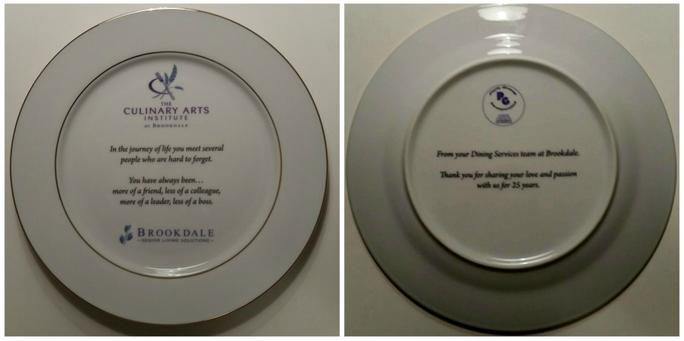 THE
CULINARY ARTS
INSTITUTE
AT BROOKDALE
In the journey of life you meet several
people who are hard to forget.
You have always been...
more of a friend, less of a colleague,
more of a leader, less of a boss.
BROOKDALE
SENIOR LIVING SOLUTIONS
From your Dining Services team at Brookdale.
Thank you for sharing your love and passion
with us for 25 years.